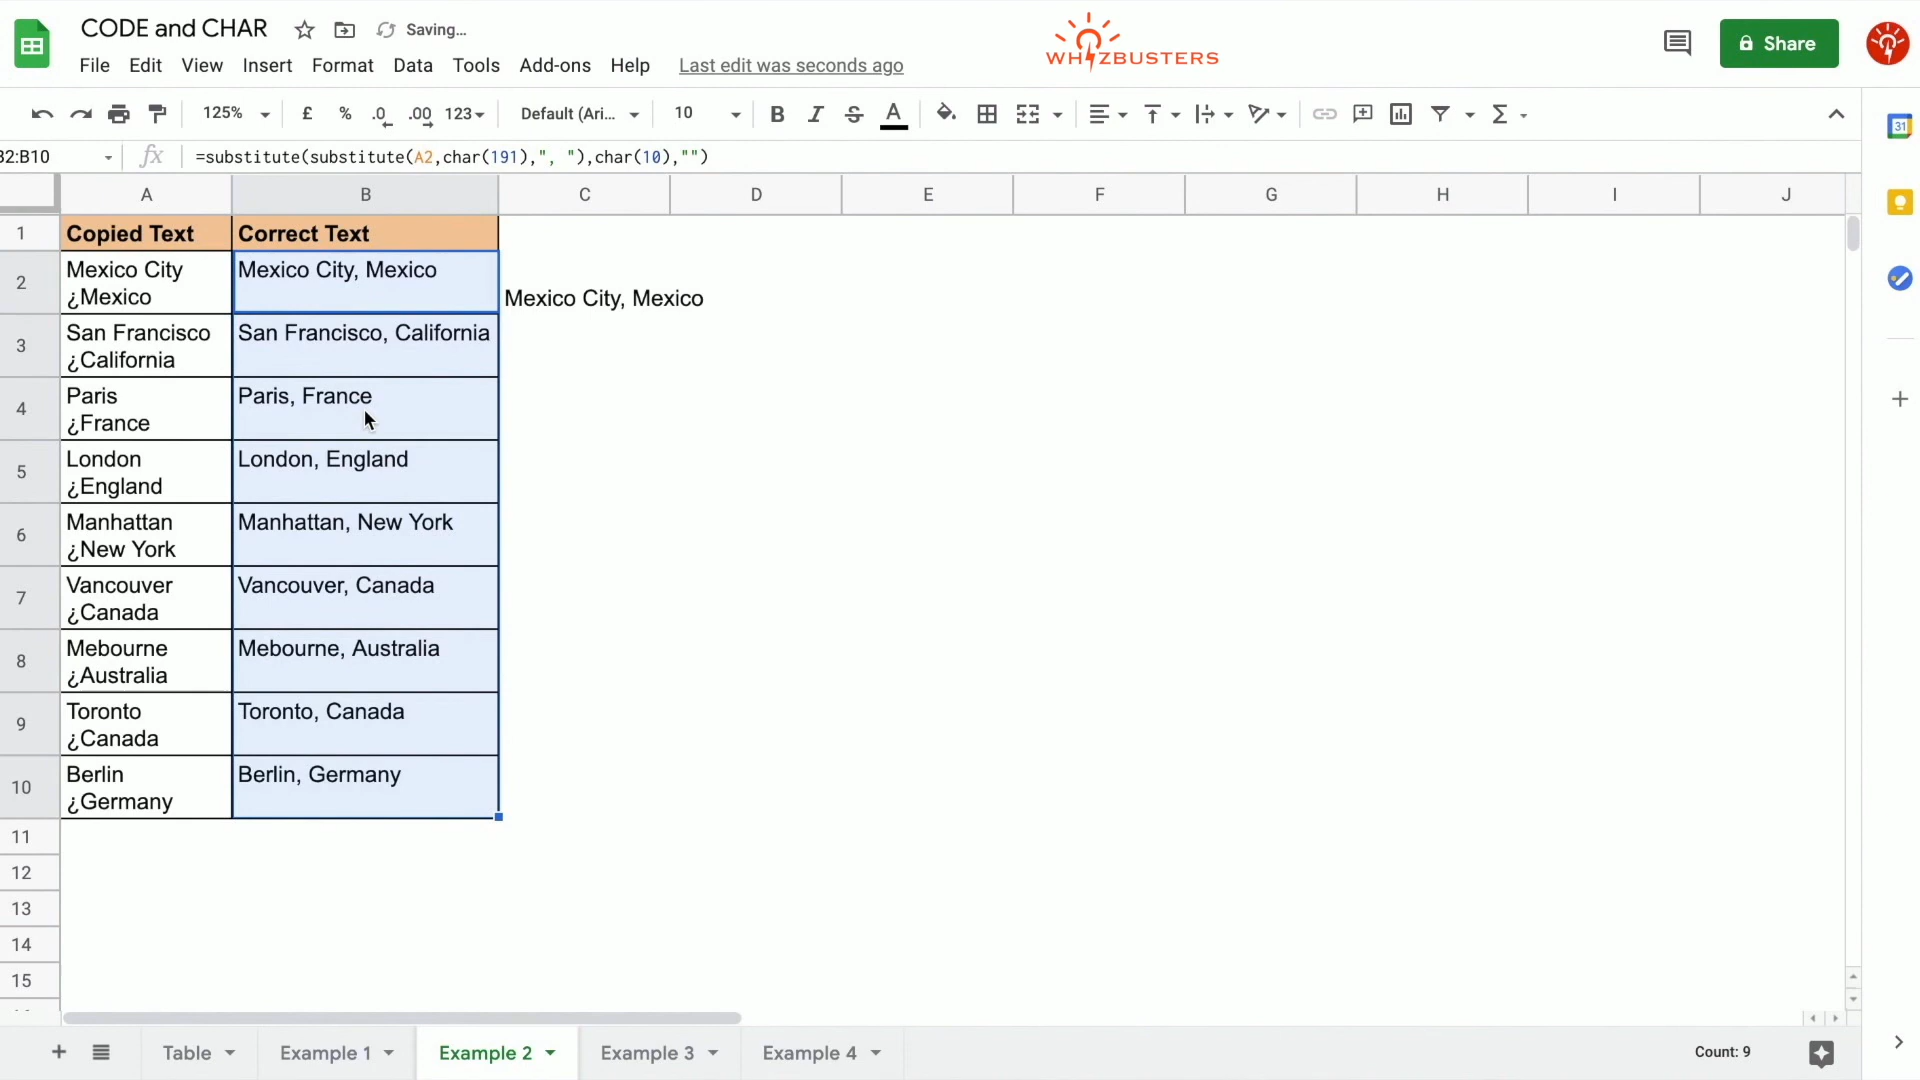 CODE and CHAR
Saving...
WHIZBUSTERS
Share
File Edit View Insert Format Data Tools Add-ons Help Last edit was seconds ago
125% £ % .0 .00 123 Default (Ari... 10 B I S A Σ
31
B2:B10 fx =substitute(substitute(A2,char(191),", "),char(10),"")
A B C D E F G H I J
1 Copied Text Correct Text
2 Mexico City
¿Mexico
Mexico City, Mexico
Mexico City, Mexico
3 San Francisco
¿California
San Francisco, California
4 Paris
¿France
Paris, France
5 London
¿England
London, England
6 Manhattan
¿New York
Manhattan, New York
7 Vancouver
¿Canada
Vancouver, Canada
8 Mebourne
¿Australia
Mebourne, Australia
9 Toronto
¿Canada
Toronto, Canada
10 Berlin
¿Germany
Berlin, Germany
11
12
13
14
15
Table Example 1 Example 2 Example 3 Example 4 Count: 9